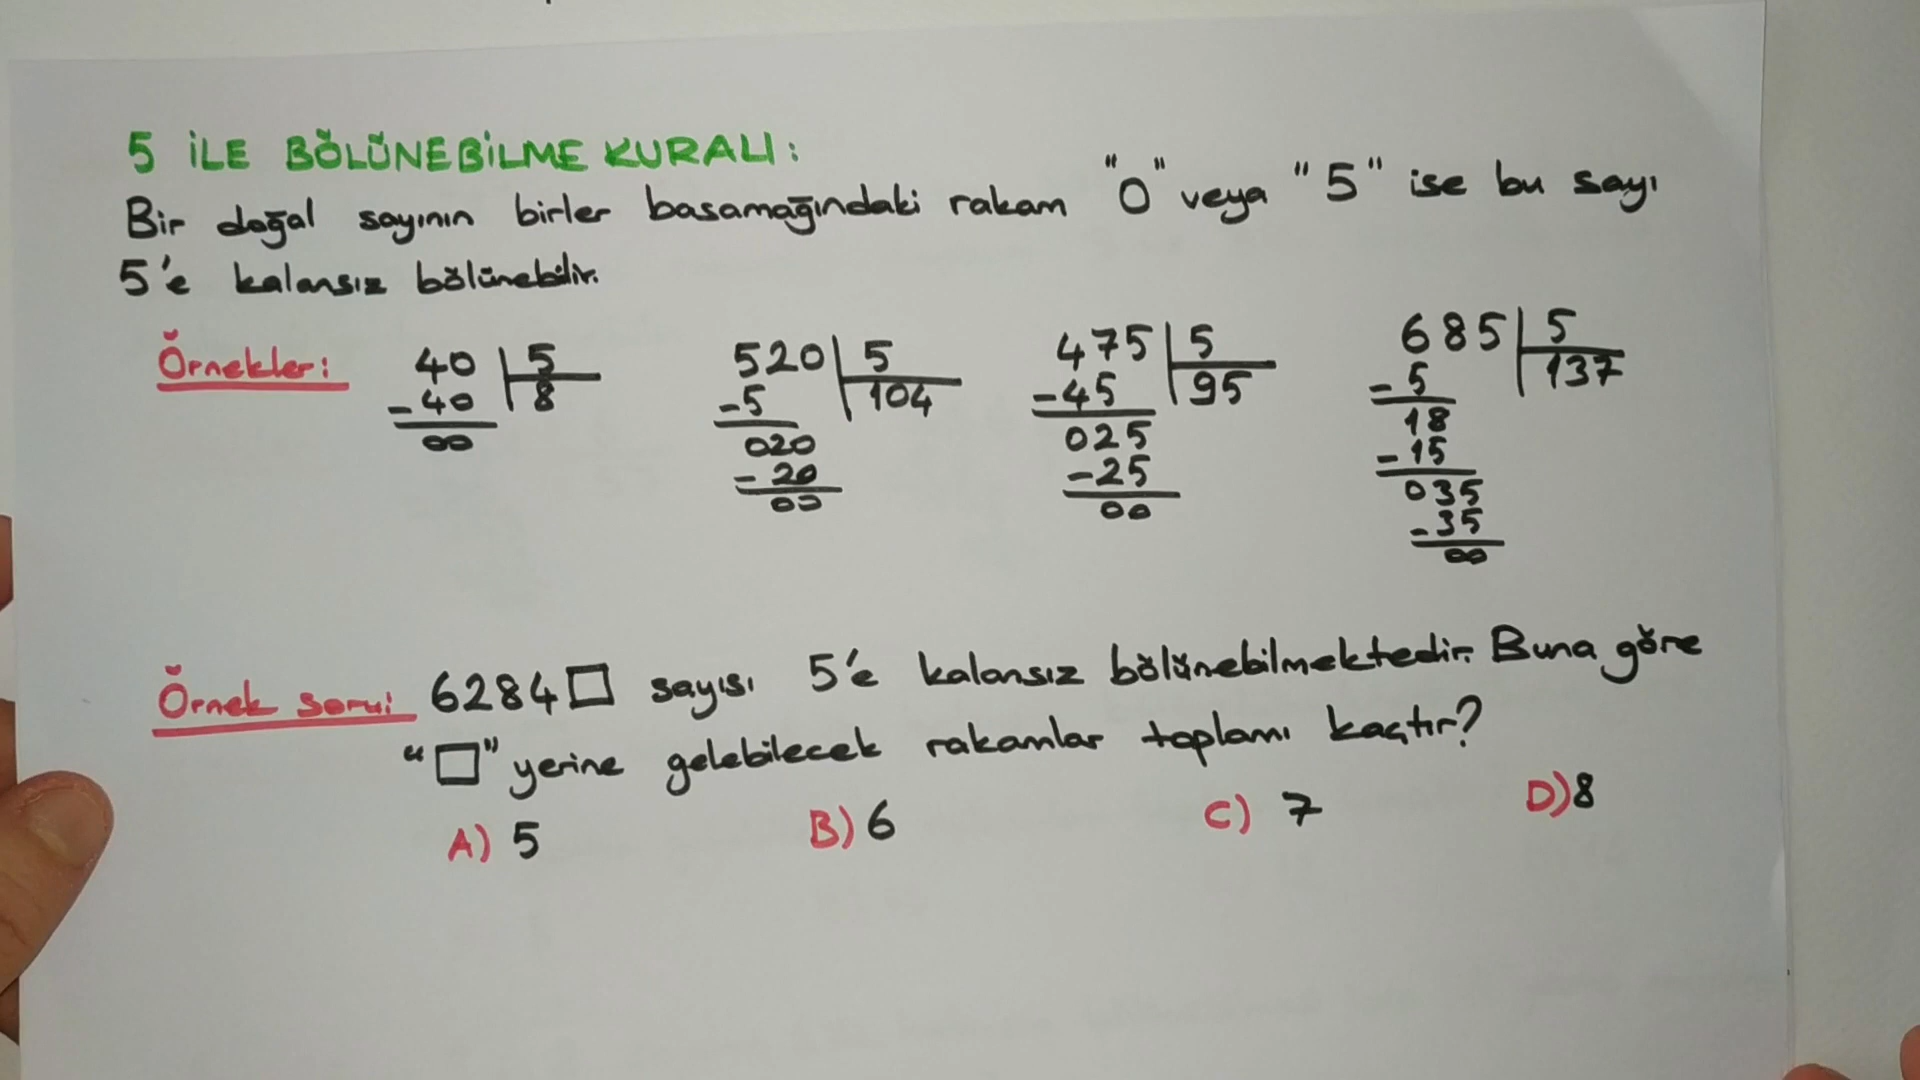 5 İLE BÖLÜNEBİLME KURALI:
Bir doğal sayının birler basamağındaki rakam "0" veya "5" ise bu sayı
5'e kalansız bölünebilir.
Örnekler:
40 | 5
-40 | 8
00
520 | 5
-5 | 104
020
-20
00
475 | 5
-45 | 95
025
-25
00
685 | 5
-5 | 137
18
-15
035
-35
00
Örnek soru: 6284□ sayısı 5'e kalansız bölünebilmektedir. Buna göre
"□" yerine gelebilecek rakamlar toplamı kaçtır?
A) 5 B) 6 C) 7 D) 8